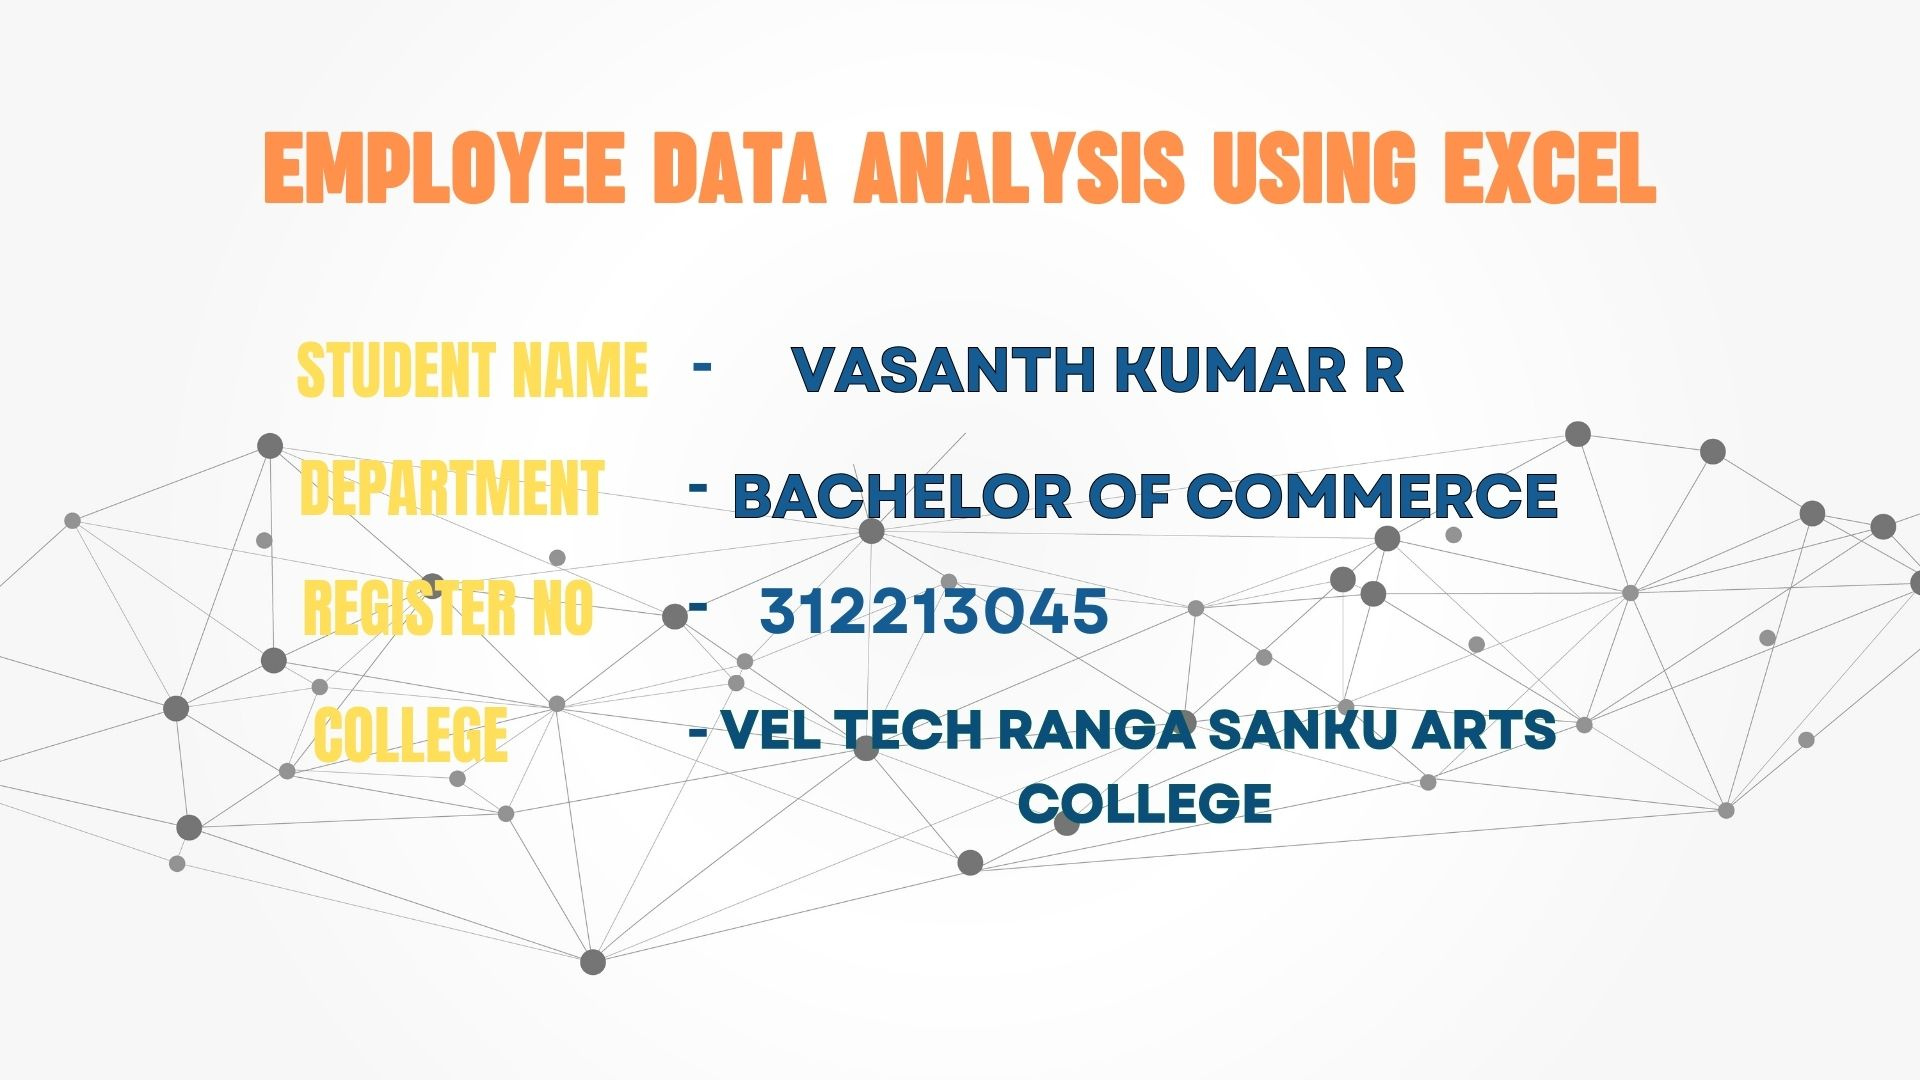 EMPLOYEE DATA ANALYSIS USING EXCEL
STUDENT NAME - VASANTH KUMAR R
DEPARTMENT - BACHELOR OF COMMERCE
REGISTER NO - 312213045
COLLEGE - VEL TECH RANGA SANKU ARTS
COLLEGE